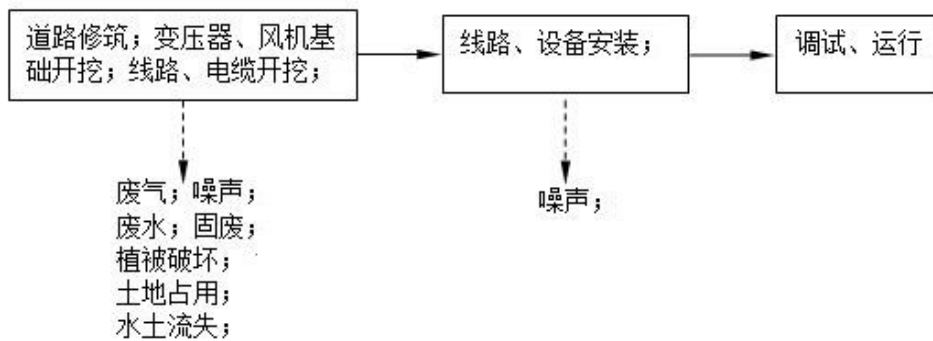 道路修筑；变压器、风机基
础开挖；线路、电缆开挖；
线路、设备安装；
调试、运行
废气；噪声；
废水；固废；
植被破坏；
土地占用；
水土流失；
噪声；